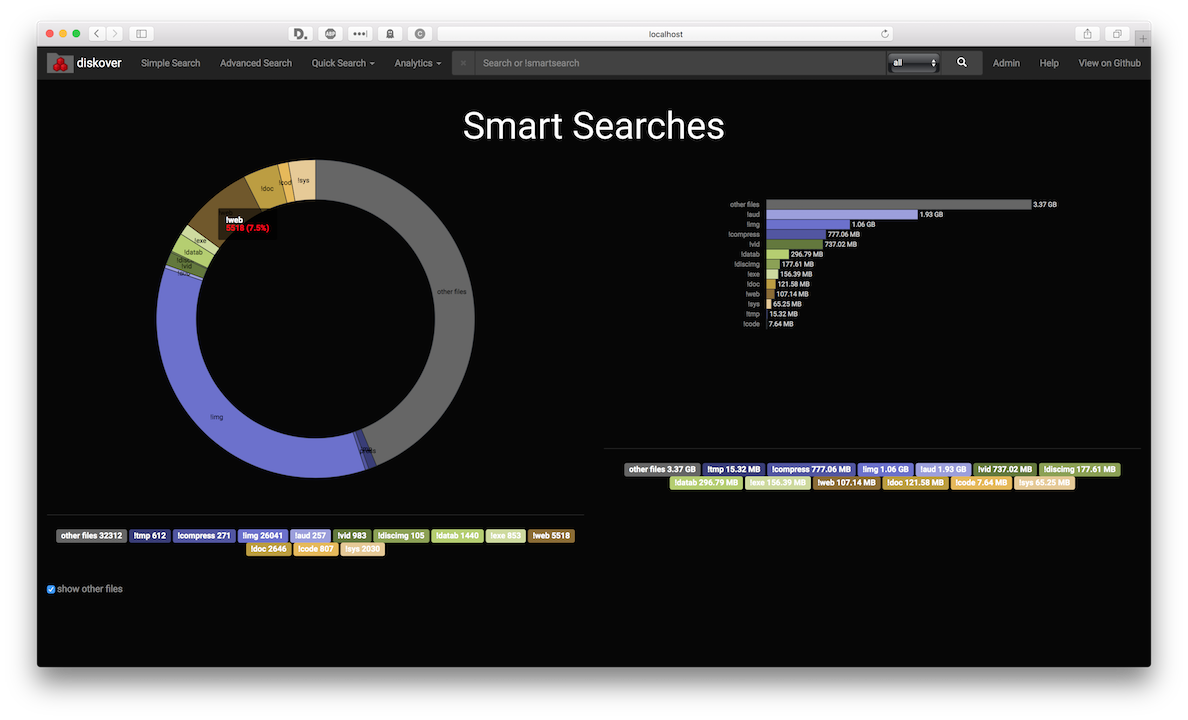 localhost
diskover Simple Search Advanced Search Quick Search Analytics × Search or !smartsearch all Admin Help View on Github
Smart Searches
!doc
!cod
!sys
!web
5518 (7.5%)
!exe
!datab
!vid
other files
!img
other files 3.37 GB
!aud 1.93 GB
!img 1.06 GB
!compress 777.06 MB
!vid 737.02 MB
!datab 296.79 MB
!discimg 177.61 MB
!exe 156.39 MB
!doc 121.58 MB
!web 107.14 MB
!sys 65.25 MB
!tmp 15.32 MB
!code 7.64 MB
other files 3.37 GB !tmp 15.32 MB !compress 777.06 MB !img 1.06 GB !aud 1.93 GB !vid 737.02 MB !discimg 177.61 MB
!datab 296.79 MB !exe 156.39 MB !web 107.14 MB !doc 121.58 MB !code 7.64 MB !sys 65.25 MB
other files 32312 !tmp 612 !compress 271 !img 26041 !aud 257 !vid 983 !discimg 105 !datab 1440 !exe 853 !web 5518
!doc 2646 !code 807 !sys 2030
show other files